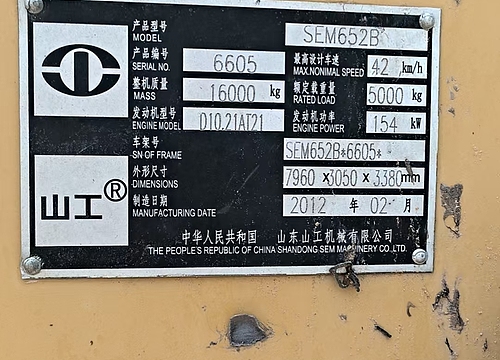 产品型号 MODEL SEM652B
产品编号 SERIAL NO. 6605 最高设计车速 MAX.NONIMAL SPEED 42 km/h
整机质量 MASS 16000 kg 额定载重量 RATED LOAD 5000 kg
发动机型号 ENGINE MODEL D10.21AT21 发动机功率 ENGINE POWER 154 kW
车架号 SN OF FRAME SEM652B*6605*
外形尺寸 DIMENSIONS 7960 x3050 x 3380mm
制造日期 MANUFACTURING DATE 2012 年 02 月
山工®
中华人民共和国 山东山工机械有限公司
THE PEOPLE'S REPUBLIC OF CHINA SHANDONG SEM MACHINERY CO.,LTD.